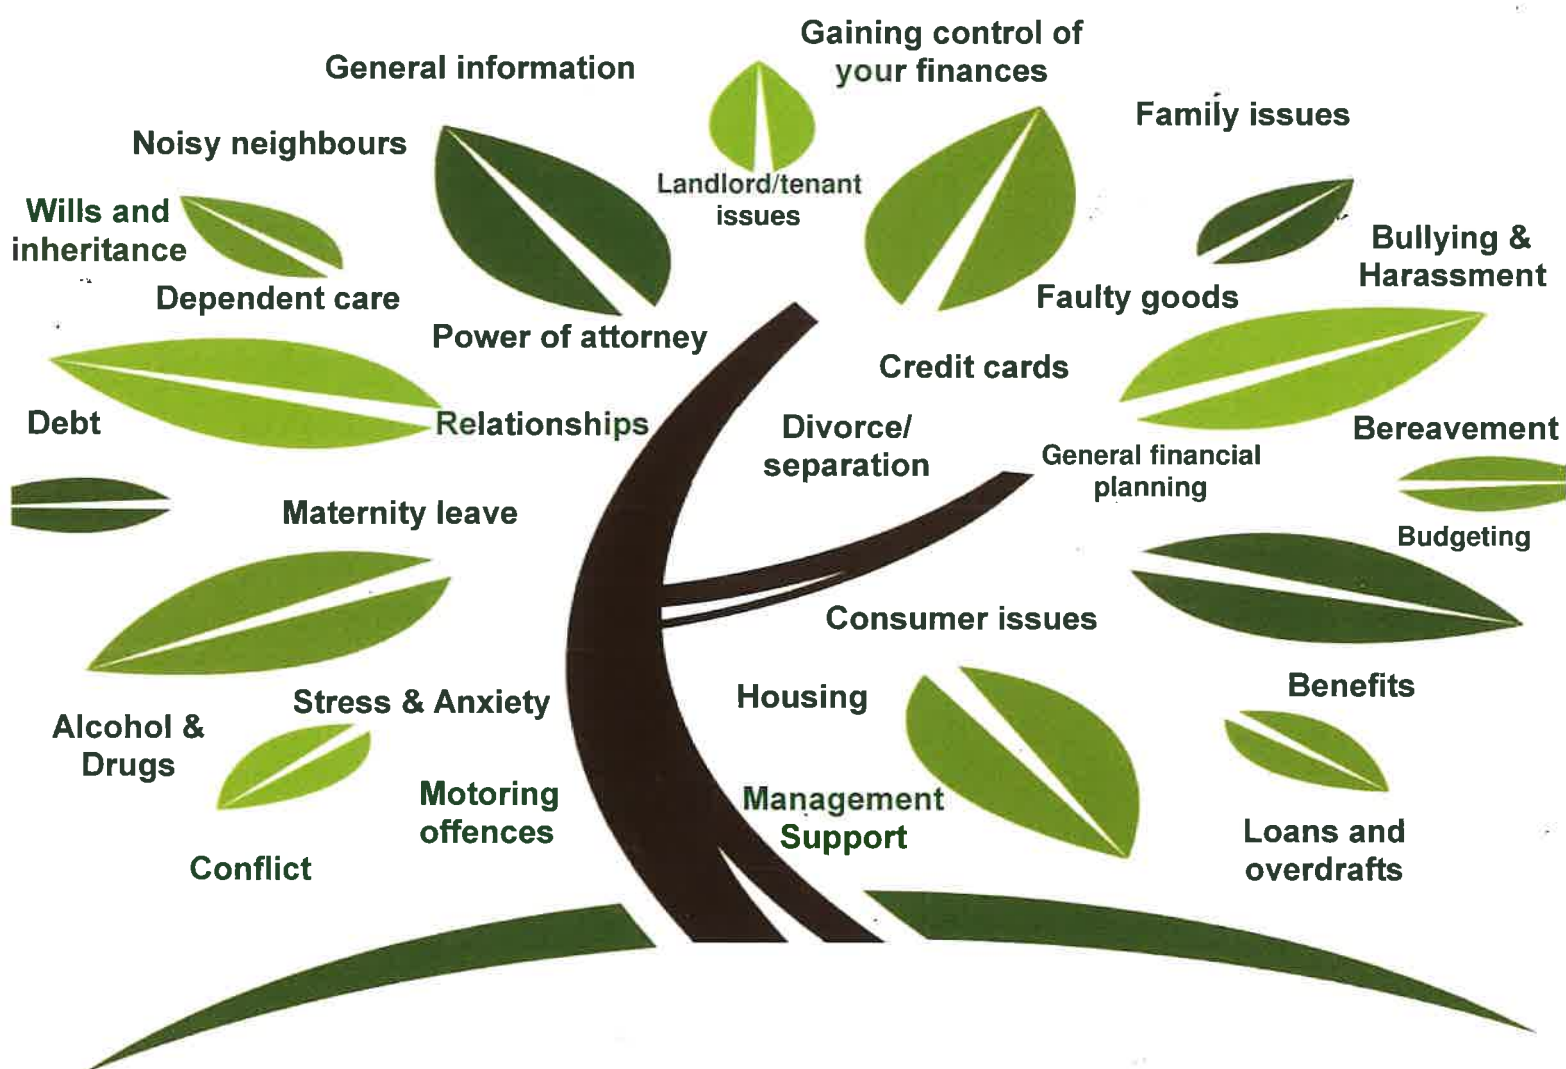 Gaining control of
your finances
General information
Family issues
Noisy neighbours
Landlord/tenant
issues
Wills and
inheritance
Bullying &
Harassment
Dependent care
Faulty goods
Power of attorney
Credit cards
Debt
Relationships
Divorce/
separation
Bereavement
General financial
planning
Maternity leave
Budgeting
Consumer issues
Stress & Anxiety
Housing
Benefits
Alcohol &
Drugs
Motoring
offences
Management
Support
Loans and
overdrafts
Conflict